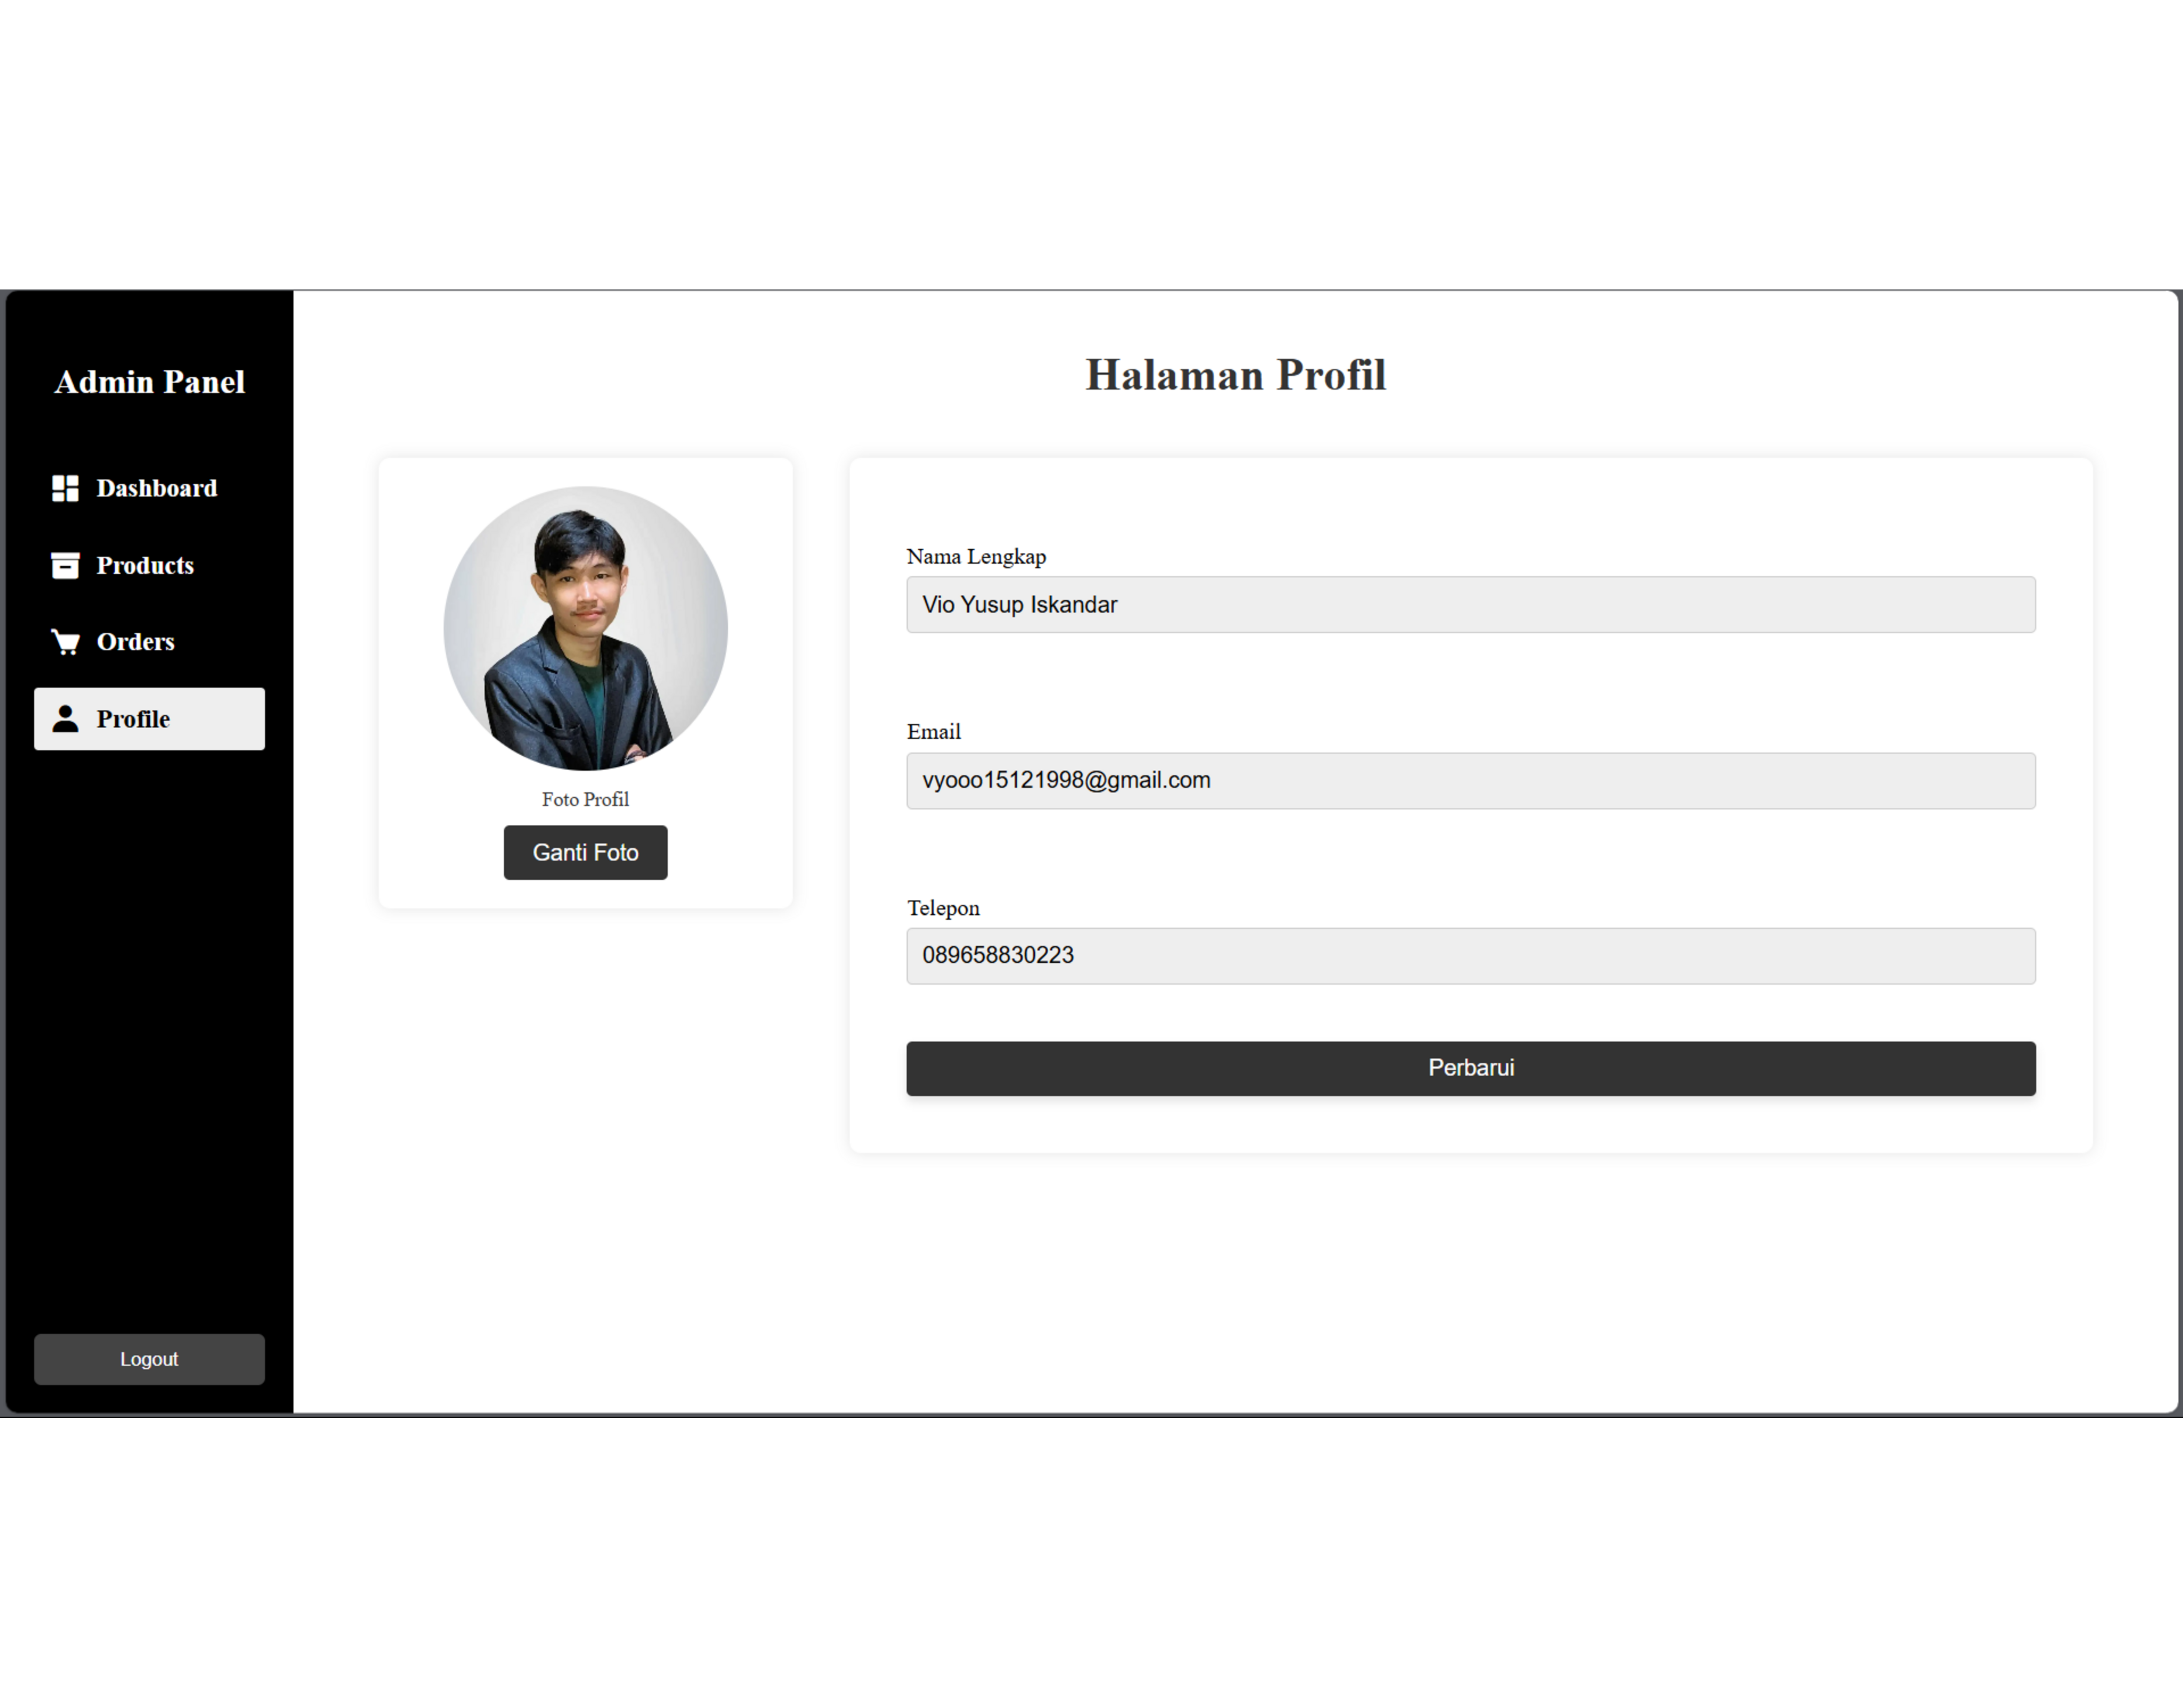 Admin Panel
Dashboard
Products
Orders
Profile
Logout
Halaman Profil
Foto Profil
Ganti Foto
Nama Lengkap
Vio Yusup Iskandar
Email
vyooo15121998@gmail.com
Telepon
089658830223
Perbarui